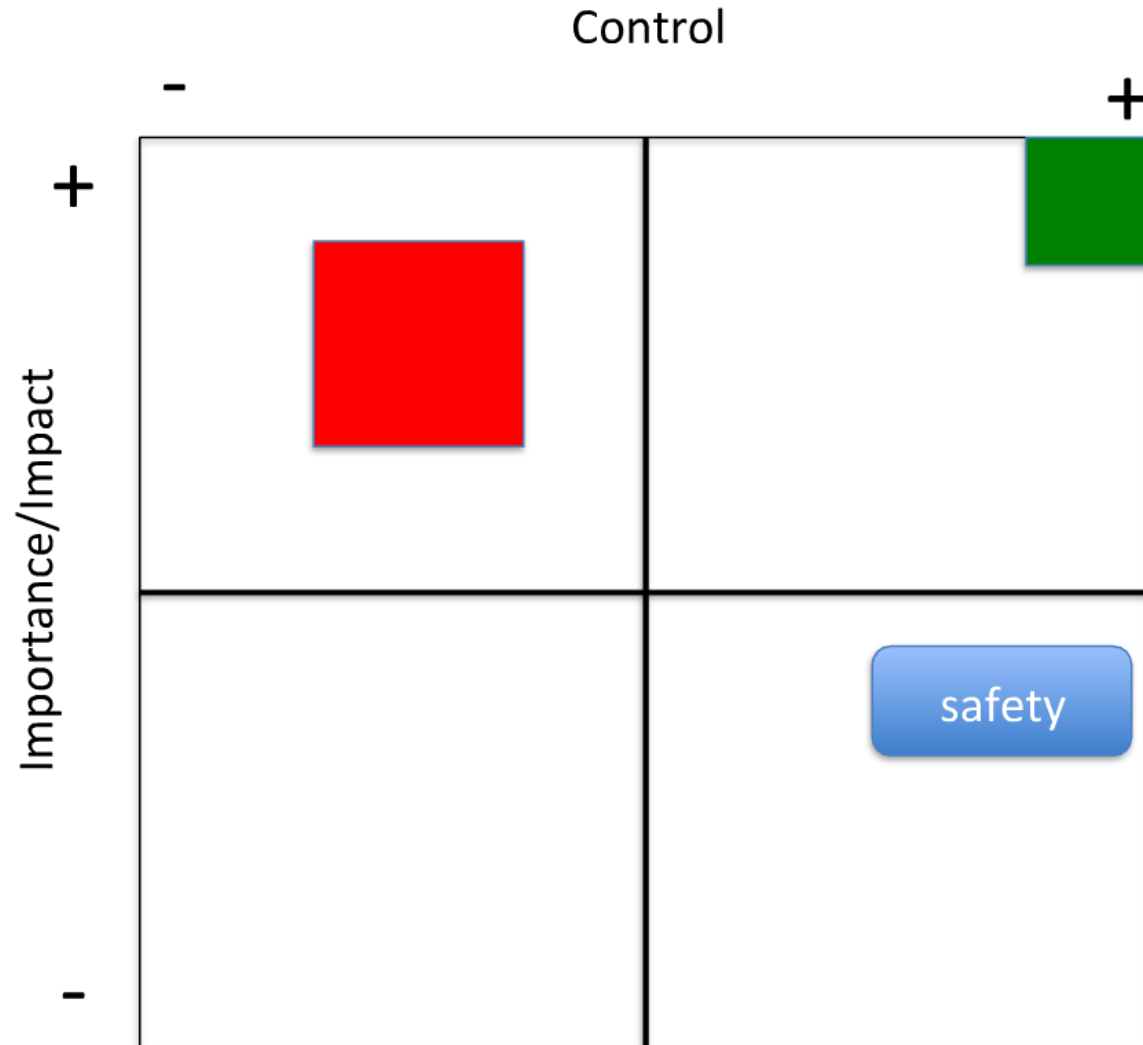 Control
-
+
+
Importance/Impact
safety
-